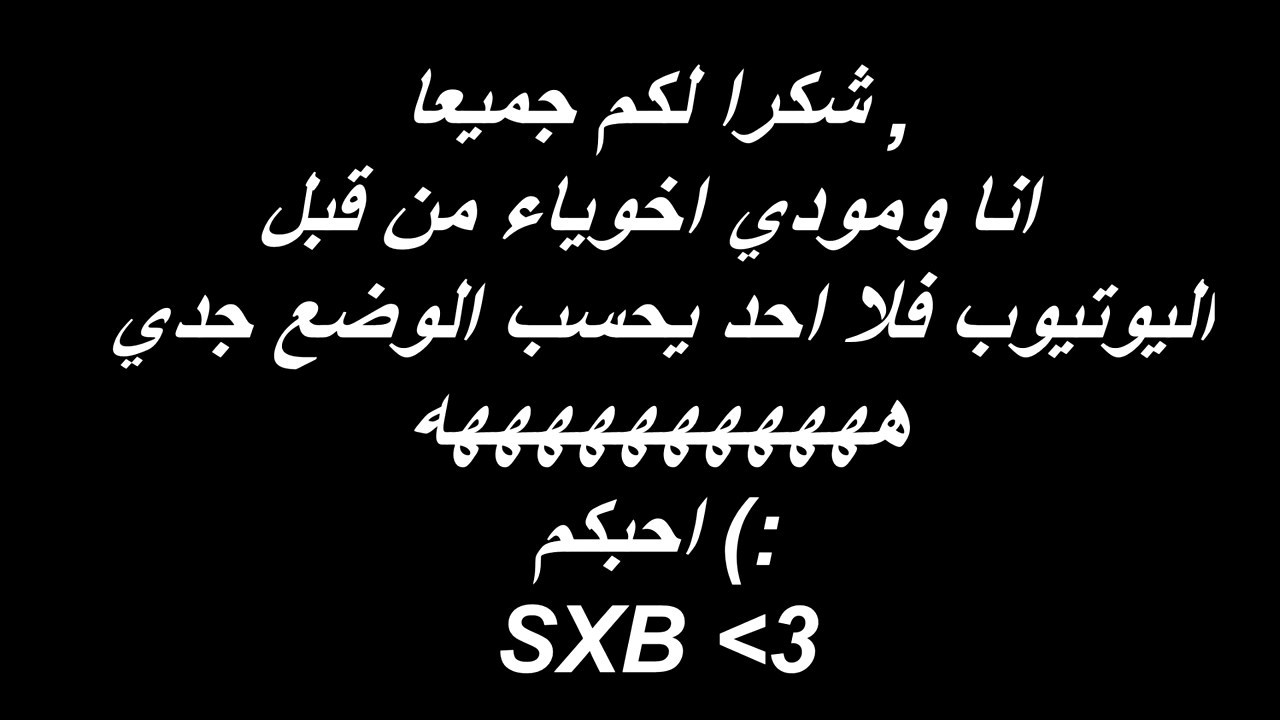 شكرا لكم جميعا ,
انا ومودي اخوياء من قبل
اليوتيوب فلا احد يحسب الوضع جدي
هههههههههههه
احبكم (:
SXB <3